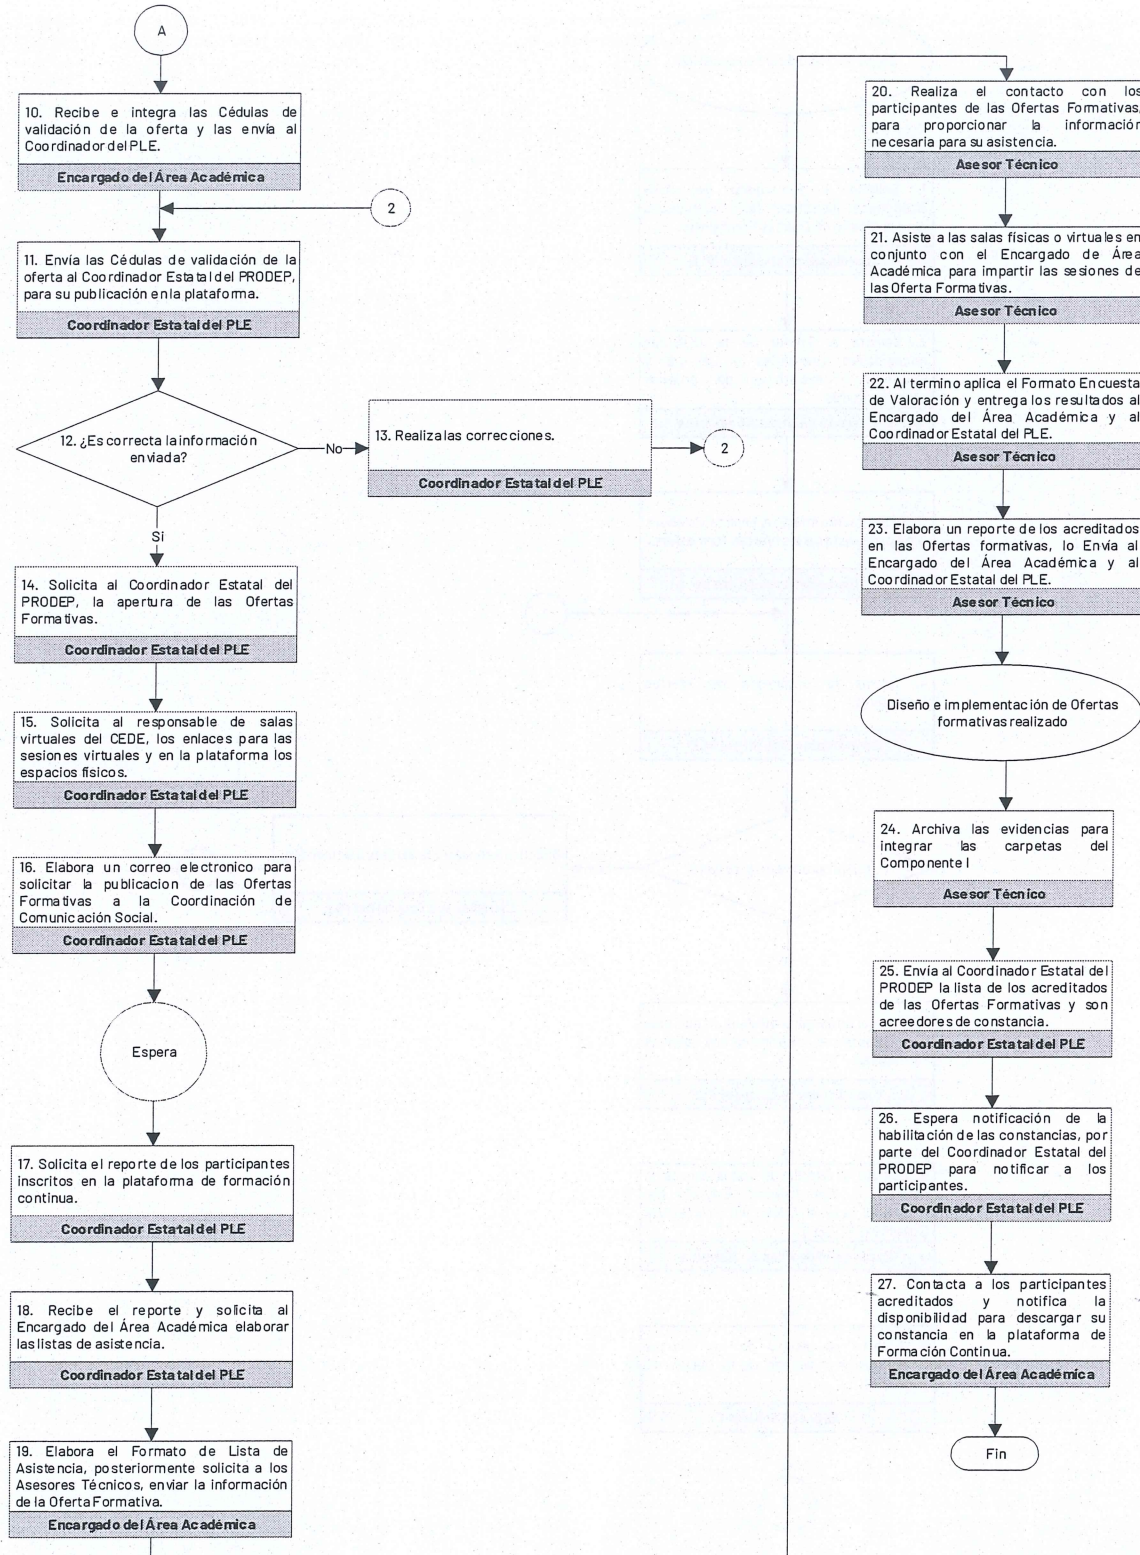 A
10. Recibe e integra las Cédulas de
validación de la oferta y las envía al
Coordinador del PLE.
Encargado del Área Académica
2
11. Envía las Cédulas de validación de la
oferta al Coordinador Estatal del PRODEP,
para su publicación en la plataforma.
Coordinador Estatal del PLE
12. ¿Es correcta la información
enviada?
No
13. Realiza las correcciones.
Coordinador Estatal del PLE
2
Si
14. Solicita al Coordinador Estatal del
PRODEP, la apertura de las Ofertas
Formativas.
Coordinador Estatal del PLE
15. Solicita al responsable de salas
virtuales del CEDE, los enlaces para las
sesiones virtuales y en la plataforma los
espacios físicos.
Coordinador Estatal del PLE
16. Elabora un correo electronico para
solicitar la publicacion de las Ofertas
Formativas a la Coordinación de
Comunicación Social.
Coordinador Estatal del PLE
Espera
17. Solicita el reporte de los participantes
inscritos en la plataforma de formación
continua.
Coordinador Estatal del PLE
18. Recibe el reporte y solicita al
Encargado del Área Académica elaborar
las listas de asistencia.
Coordinador Estatal del PLE
19. Elabora el Formato de Lista de
Asistencia, posteriormente solicita a los
Asesores Técnicos, enviar la información
de la Oferta Formativa.
Encargado del Área Académica
20. Realiza el contacto con los
participantes de las Ofertas Formativas,
para proporcionar la información
necesaria para su asistencia.
Asesor Técnico
21. Asiste a las salas físicas o virtuales en
conjunto con el Encargado de Área
Académica para impartir las sesiones de
las Oferta Formativas.
Asesor Técnico
22. Al termino aplica el Formato Encuesta
de Valoración y entrega los resultados al
Encargado del Área Académica y al
Coordinador Estatal del PLE.
Asesor Técnico
23. Elabora un reporte de los acreditados
en las Ofertas formativas, lo Envía al
Encargado del Área Académica y al
Coordinador Estatal del PLE.
Asesor Técnico
Diseño e implementación de Ofertas
formativas realizado
24. Archiva las evidencias para
integrar las carpetas del
Componente I
Asesor Técnico
25. Envía al Coordinador Estatal del
PRODEP la lista de los acreditados
de las Ofertas Formativas y son
acreedores de constancia.
Coordinador Estatal del PLE
26. Espera notificación de la
habilitación de las constancias, por
parte del Coordinador Estatal del
PRODEP para notificar a los
participantes.
Coordinador Estatal del PLE
27. Contacta a los participantes
acreditados y notifica la
disponibilidad para descargar su
constancia en la plataforma de
Formación Continua.
Encargado del Área Académica
Fin